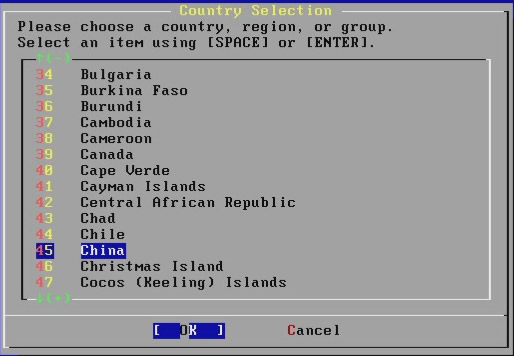 Country Selection
Please choose a country, region, or group.
Select an item using [SPACE] or [ENTER].
↑(-)
34 Bulgaria
35 Burkina Faso
36 Burundi
37 Cambodia
38 Cameroon
39 Canada
40 Cape Verde
41 Cayman Islands
42 Central African Republic
43 Chad
44 Chile
45 China
46 Christmas Island
47 Cocos (Keeling) Islands
↓(+)
[ OK ] Cancel